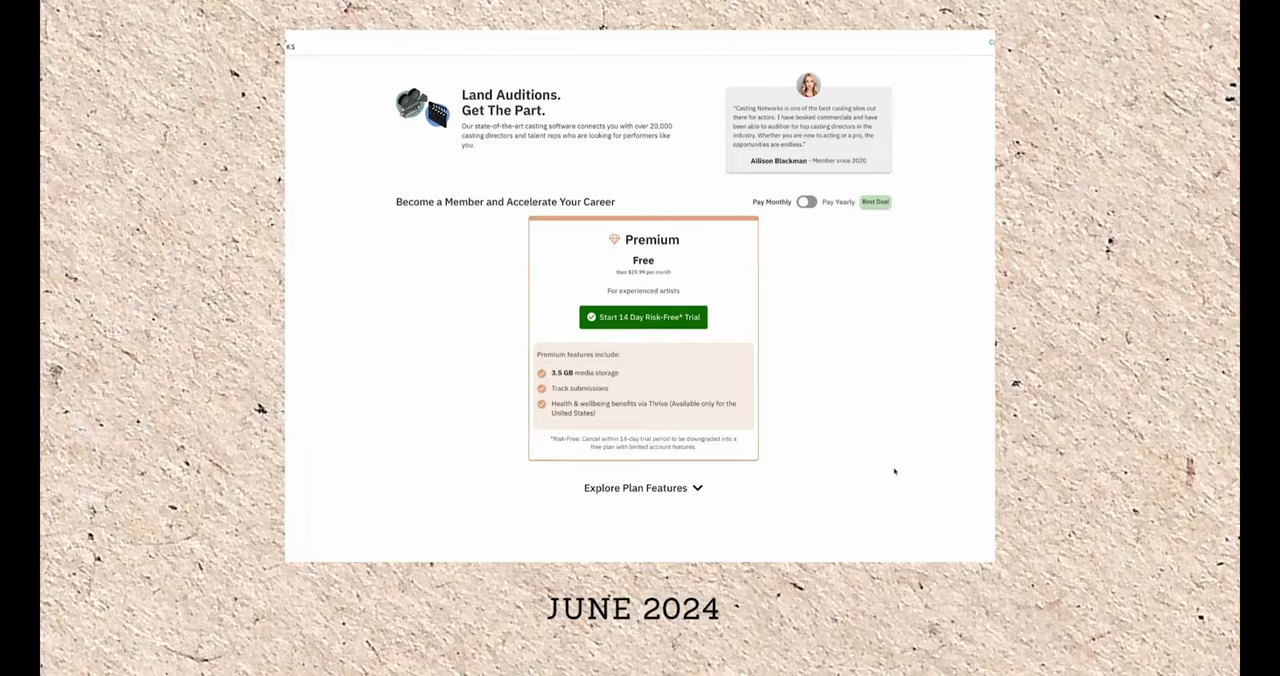 KS
Land Auditions.
Get The Part.
Our state-of-the-art casting software connects you with over 20,000
casting directors and talent reps who are looking for performers like
you.
"Casting Networks is one of the best casting sites out
there for actors. I have booked commercials and have
been able to audition for top casting directors in the
industry. Whether you are new to acting or a pro, the
opportunities are endless."
Allison Blackman - Member since 2020
Become a Member and Accelerate Your Career
Pay Monthly Pay Yearly Best Deal
Premium
Free
then $29.99 per month
For experienced artists
Start 14 Day Risk-Free* Trial
Premium features include:
3.5 GB media storage
Track submissions
Health & wellbeing benefits via Thrive (Available only for the
United States)
*Risk-Free: Cancel within 14-day trial period to be downgraded into a
free plan with limited account features.
Explore Plan Features
JUNE 2024